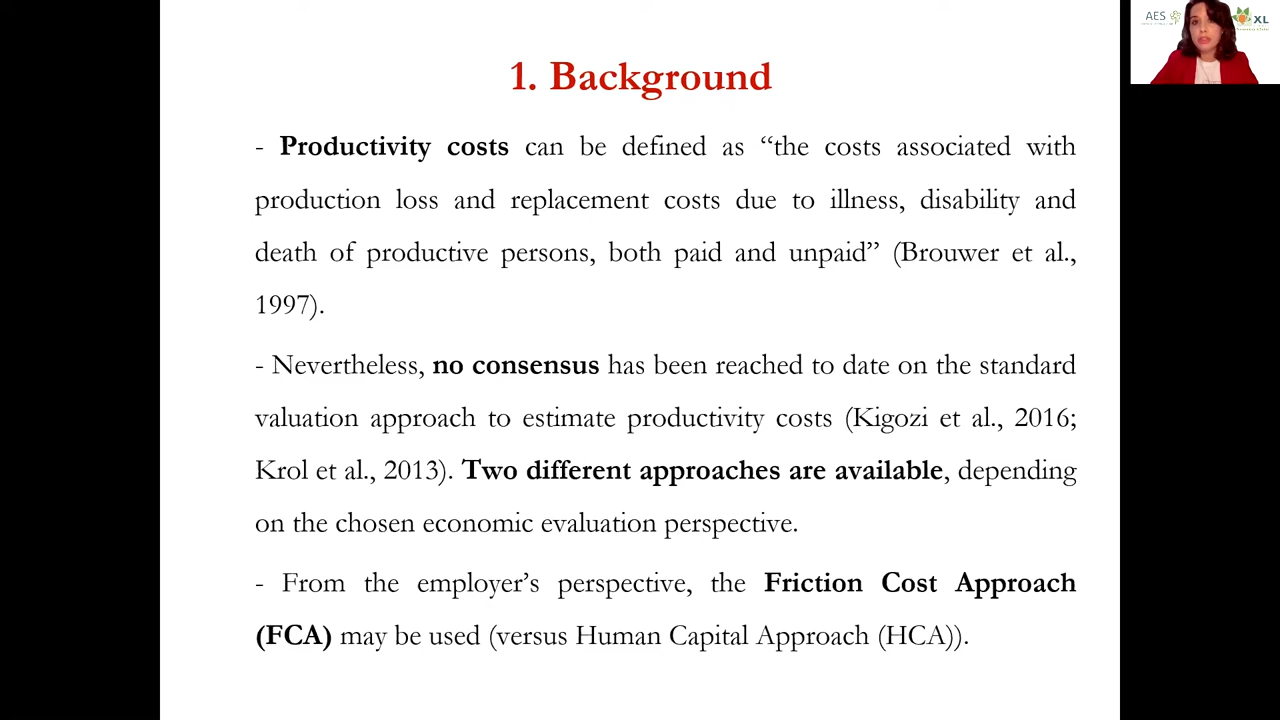 AES
XL
1. Background
- Productivity costs can be defined as “the costs associated with
production loss and replacement costs due to illness, disability and
death of productive persons, both paid and unpaid” (Brouwer et al.,
1997).
- Nevertheless, no consensus has been reached to date on the standard
valuation approach to estimate productivity costs (Kigozi et al., 2016;
Krol et al., 2013). Two different approaches are available, depending
on the chosen economic evaluation perspective.
- From the employer’s perspective, the Friction Cost Approach
(FCA) may be used (versus Human Capital Approach (HCA)).